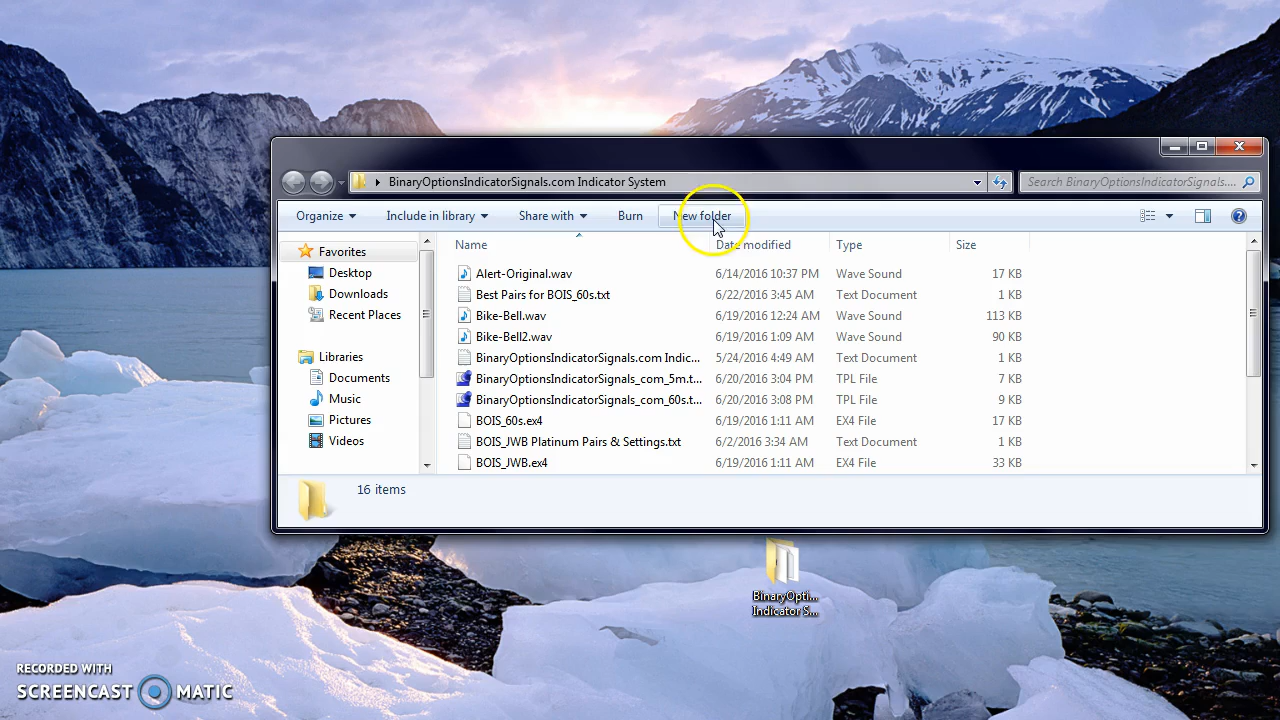 BinaryOptionsIndicatorSignals.com Indicator System
Search BinaryOptionsIndicatorSignals....
Organize Include in library Share with Burn New folder
Name Date modified Type Size
Favorites
Desktop
Downloads
Recent Places
Libraries
Documents
Music
Pictures
Videos
Alert-Original.wav 6/14/2016 10:37 PM Wave Sound 17 KB
Best Pairs for BOIS_60s.txt 6/22/2016 3:45 AM Text Document 1 KB
Bike-Bell.wav 6/19/2016 12:24 AM Wave Sound 113 KB
Bike-Bell2.wav 6/19/2016 1:09 AM Wave Sound 90 KB
BinaryOptionsIndicatorSignals.com Indic... 5/24/2016 4:49 AM Text Document 1 KB
BinaryOptionsIndicatorSignals_com_5m.t... 6/20/2016 3:04 PM TPL File 7 KB
BinaryOptionsIndicatorSignals_com_60s.t... 6/20/2016 3:08 PM TPL File 9 KB
BOIS_60s.ex4 6/19/2016 1:11 AM EX4 File 17 KB
BOIS_JWB Platinum Pairs & Settings.txt 6/2/2016 3:34 AM Text Document 1 KB
BOIS_JWB.ex4 6/19/2016 1:11 AM EX4 File 33 KB
16 items
BinaryOpti...
Indicator S...
RECORDED WITH
SCREENCAST MATIC